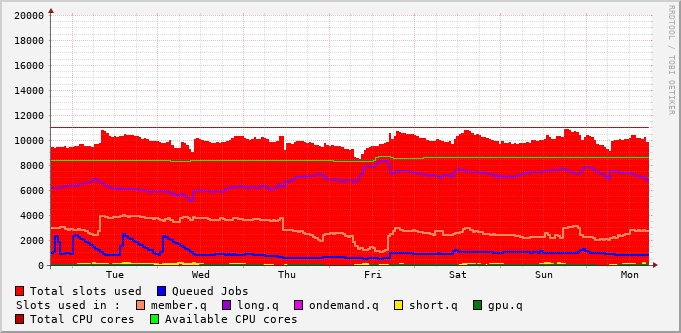 RRDTOOL / TOBI OETIKER
20000
18000
16000
14000
12000
10000
8000
6000
4000
2000
0
Tue Wed Thu Fri Sat Sun Mon
Total slots used Queued Jobs
Slots used in : member.q long.q ondemand.q short.q gpu.q
Total CPU cores Available CPU cores